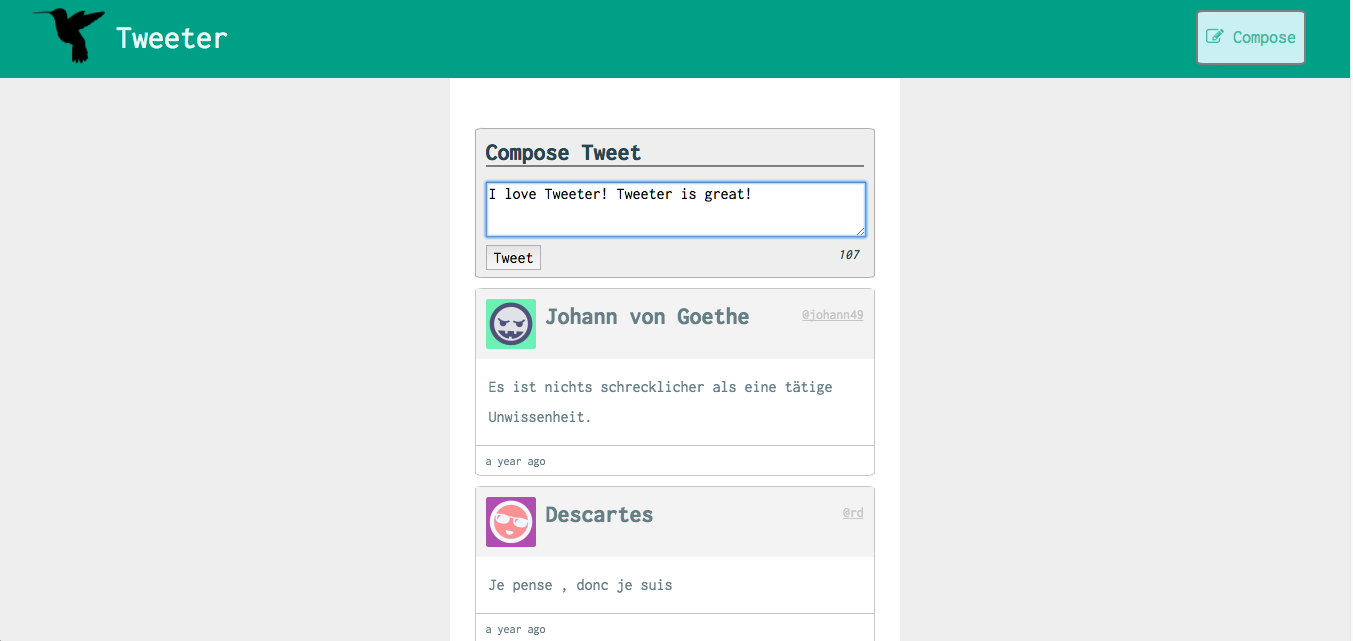 Tweeter
Compose
Compose Tweet
I love Tweeter! Tweeter is great!
Tweet
107
Johann von Goethe
@johann49
Es ist nichts schrecklicher als eine tätige
Unwissenheit.
a year ago
Descartes
@rd
Je pense , donc je suis
a year ago